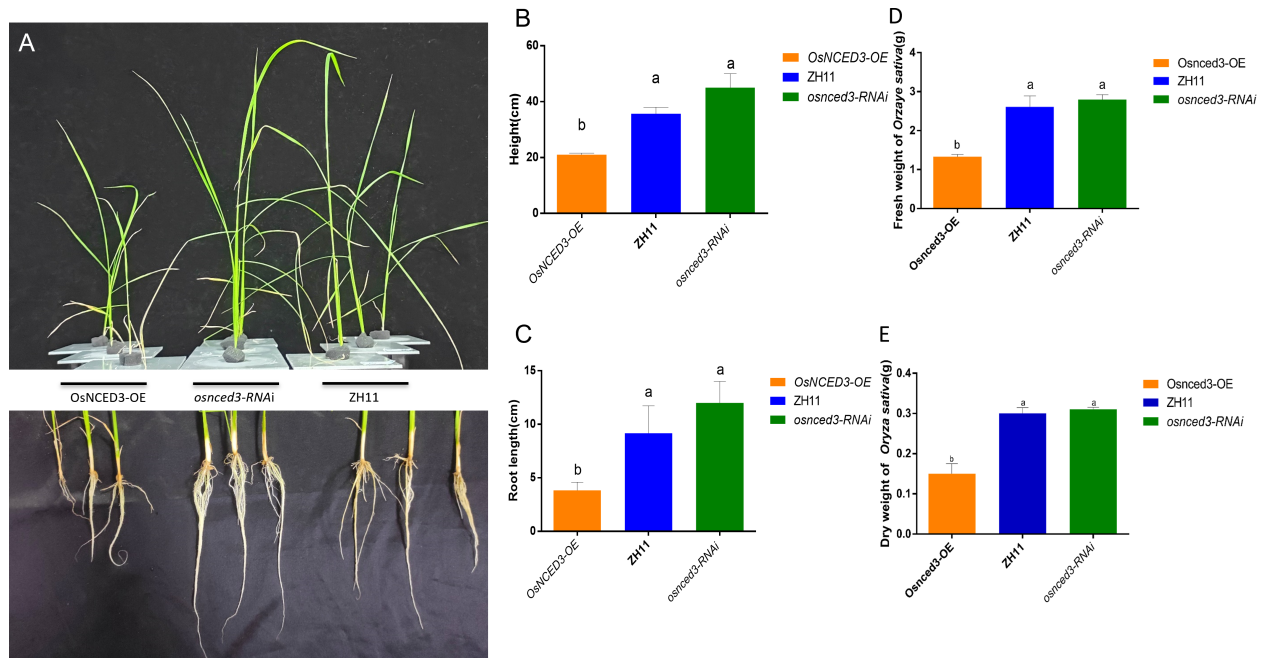 A
OsNCED3-OE
osnced3-RNAi
ZH11
B
60
40
20
0
Height(cm)
b
a
a
OsNCED3-OE
ZH11
osnced3-RNAi
OsNCED3-OE
ZH11
osnced3-RNAi
C
15
10
5
0
Root length(cm)
b
a
a
OsNCED3-OE
ZH11
osnced3-RNAi
OsNCED3-OE
ZH11
osnced3-RNAi
D
4
3
2
1
0
Fresh weight of Orzaye sativa(g)
b
a
a
Osnced3-OE
ZH11
osnced3-RNAi
Osnced3-OE
ZH11
osnced3-RNAi
E
0.4
0.3
0.2
0.1
0.0
Dry weight of Oryza sativa(g)
b
a
a
Osnced3-OE
ZH11
osnced3-RNAi
Osnced3-OE
ZH11
osnced3-RNAi